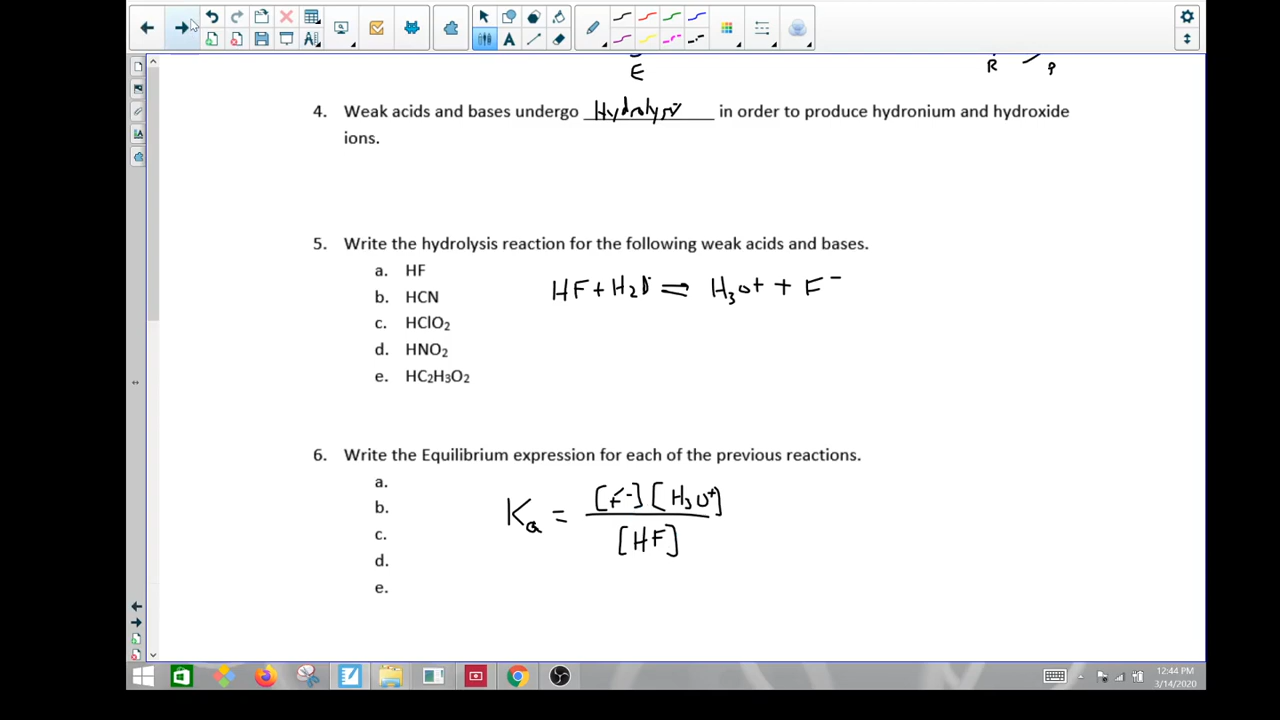 E
R P
4. Weak acids and bases undergo Hydrolysis in order to produce hydronium and hydroxide
ions.
5. Write the hydrolysis reaction for the following weak acids and bases.
a. HF
HF + H₂O ⇌ H₃O+ + F⁻
b. HCN
c. HClO₂
d. HNO₂
e. HC₂H₃O₂
6. Write the Equilibrium expression for each of the previous reactions.
a.
b.
c.
d.
e.
Kₐ = [F⁻][H₃O⁺] / [HF]
12:44 PM
3/14/2020